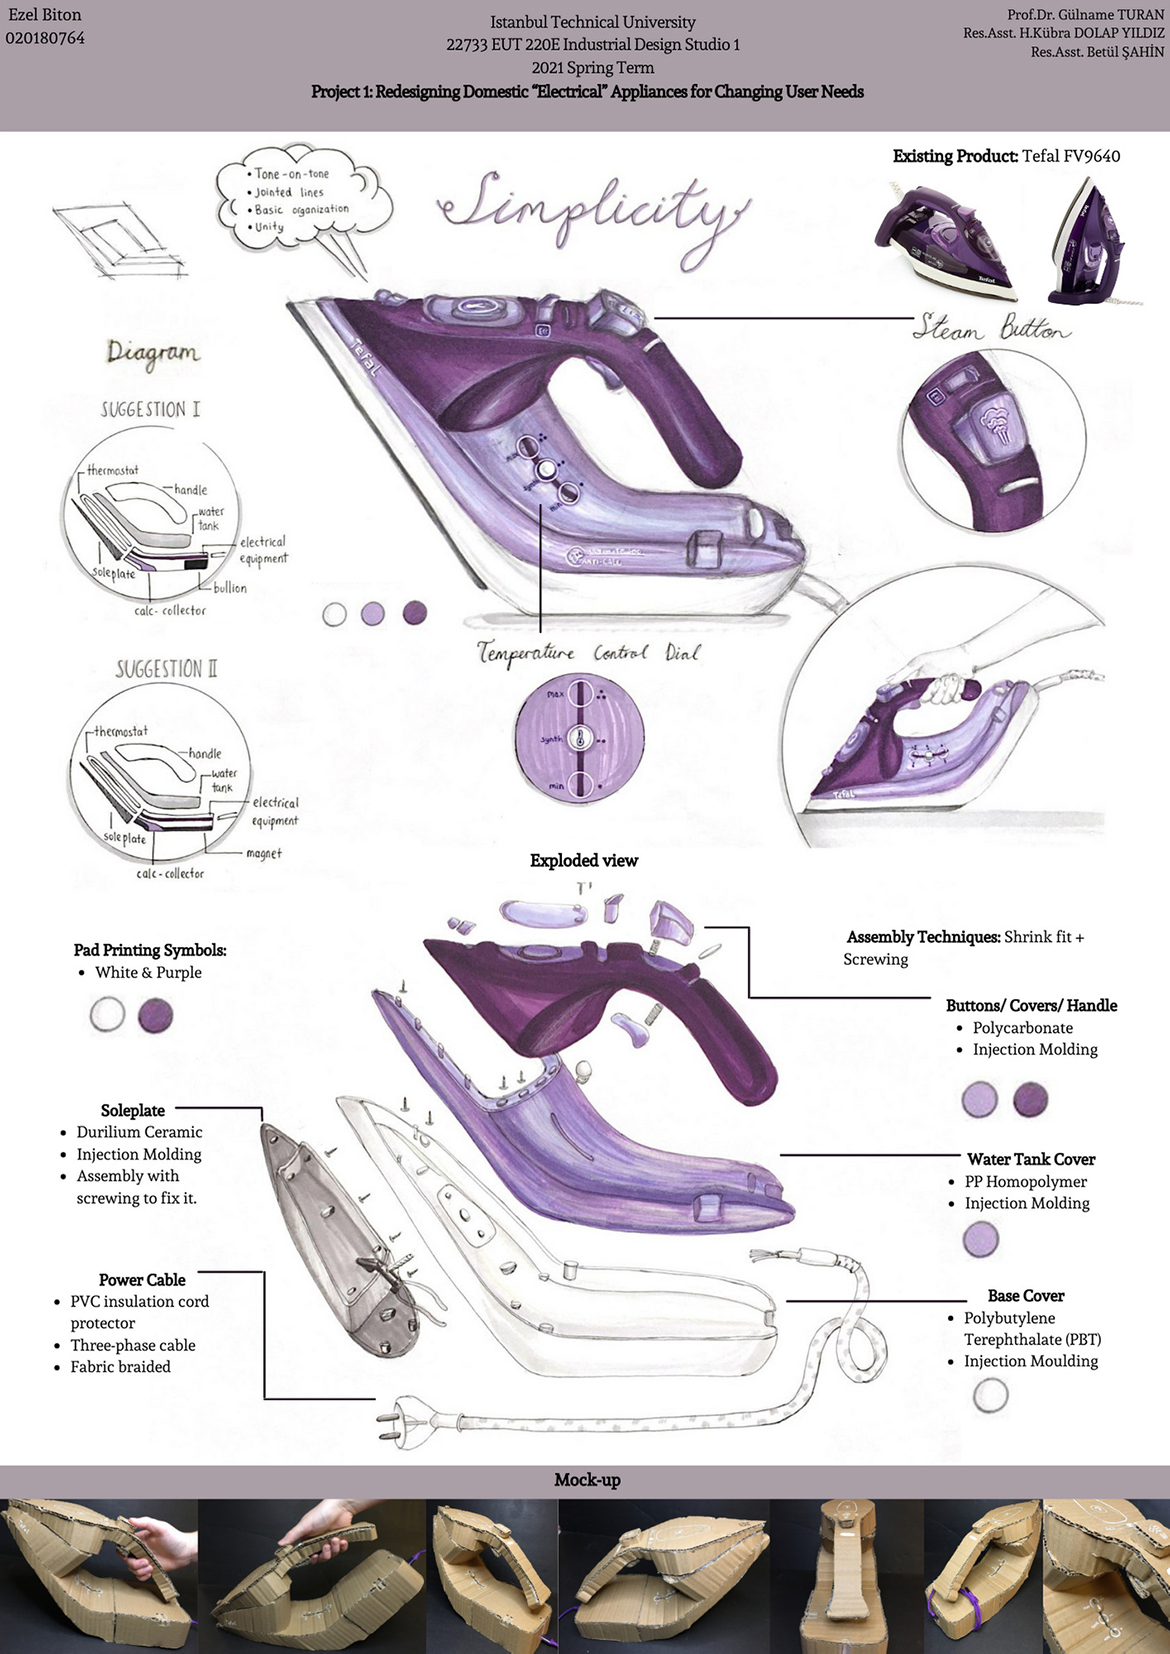 Ezel Biton
020180764
Istanbul Technical University
22733 EUT 220E Industrial Design Studio 1
2021 Spring Term
Project 1: Redesigning Domestic “Electrical” Appliances for Changing User Needs
Prof.Dr. Gülname TURAN
Res.Asst. H.Kübra DOLAP YILDIZ
Res.Asst. Betül ŞAHİN
• Tone-on-tone
• Jointed lines
• Basic organization
• Unity
Simplicity
Existing Product: Tefal FV9640
Tefal
Steam Button
Diagram
SUGGESTION I
thermostat
handle
water
tank
electrical
equipment
soleplate
bullion
calc-collector
Tefal
max
synth
min
ANTI-CALC
Temperature Control Dial
max
synth
min
SUGGESTION II
thermostat
handle
water
tank
electrical
equipment
soleplate
magnet
calc-collector
Tefal
Exploded view
Pad Printing Symbols:
• White & Purple
Assembly Techniques: Shrink fit +
Screwing
Buttons/ Covers/ Handle
• Polycarbonate
• Injection Molding
Soleplate
• Durilium Ceramic
• Injection Molding
• Assembly with
screwing to fix it.
Water Tank Cover
• PP Homopolymer
• Injection Molding
Power Cable
• PVC insulation cord
protector
• Three-phase cable
• Fabric braided
Base Cover
• Polybutylene
Terephthalate (PBT)
• Injection Moulding
Mock-up